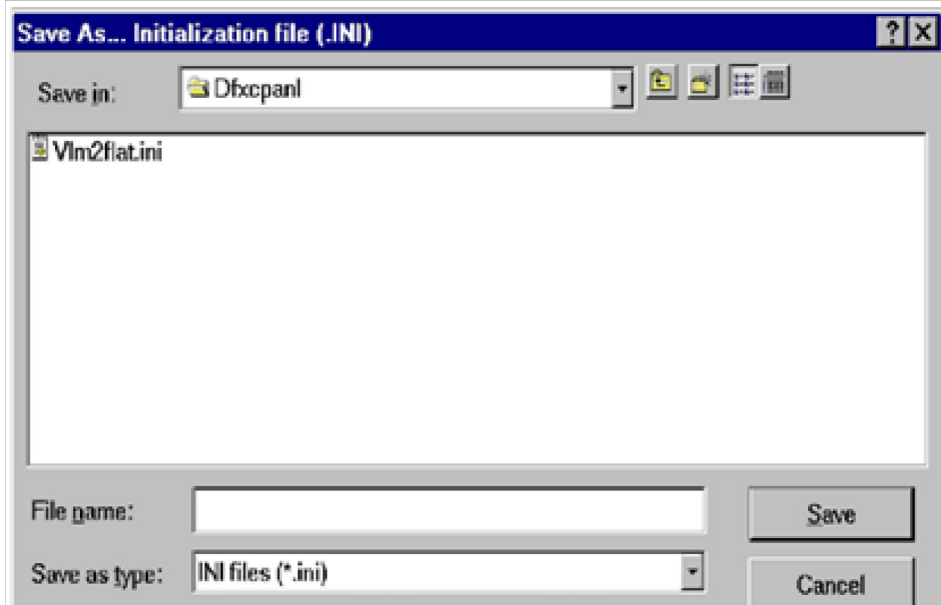 Save As... Initialization file (.INI)
Save in:
Dfxcpanl
Vlm2flat.ini
File name:
Save
Save as type:
INI files (*.ini)
Cancel